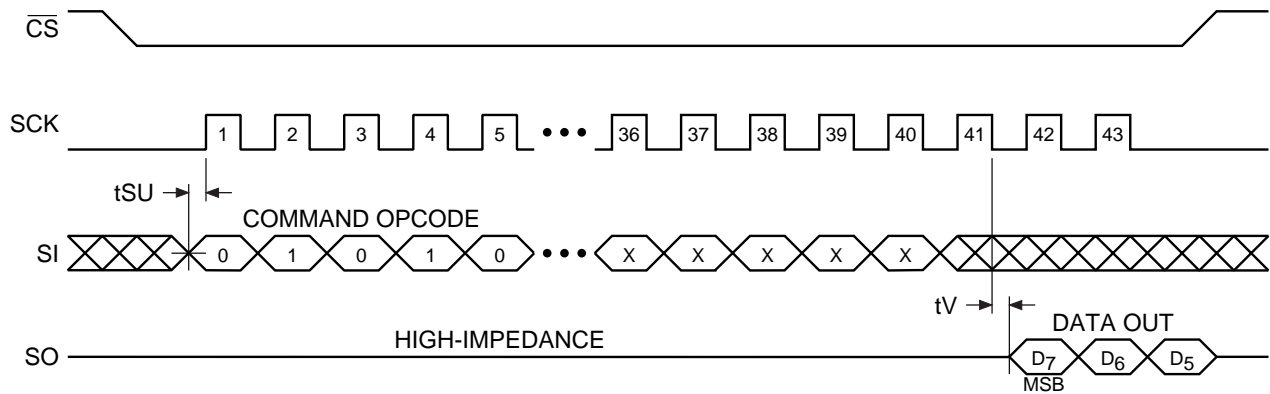 CS
SCK 1 2 3 4 5 ••• 36 37 38 39 40 41 42 43
tSU
COMMAND OPCODE
SI 0 1 0 1 0 ••• X X X X X
tV
DATA OUT
HIGH-IMPEDANCE
SO D7 D6 D5
MSB